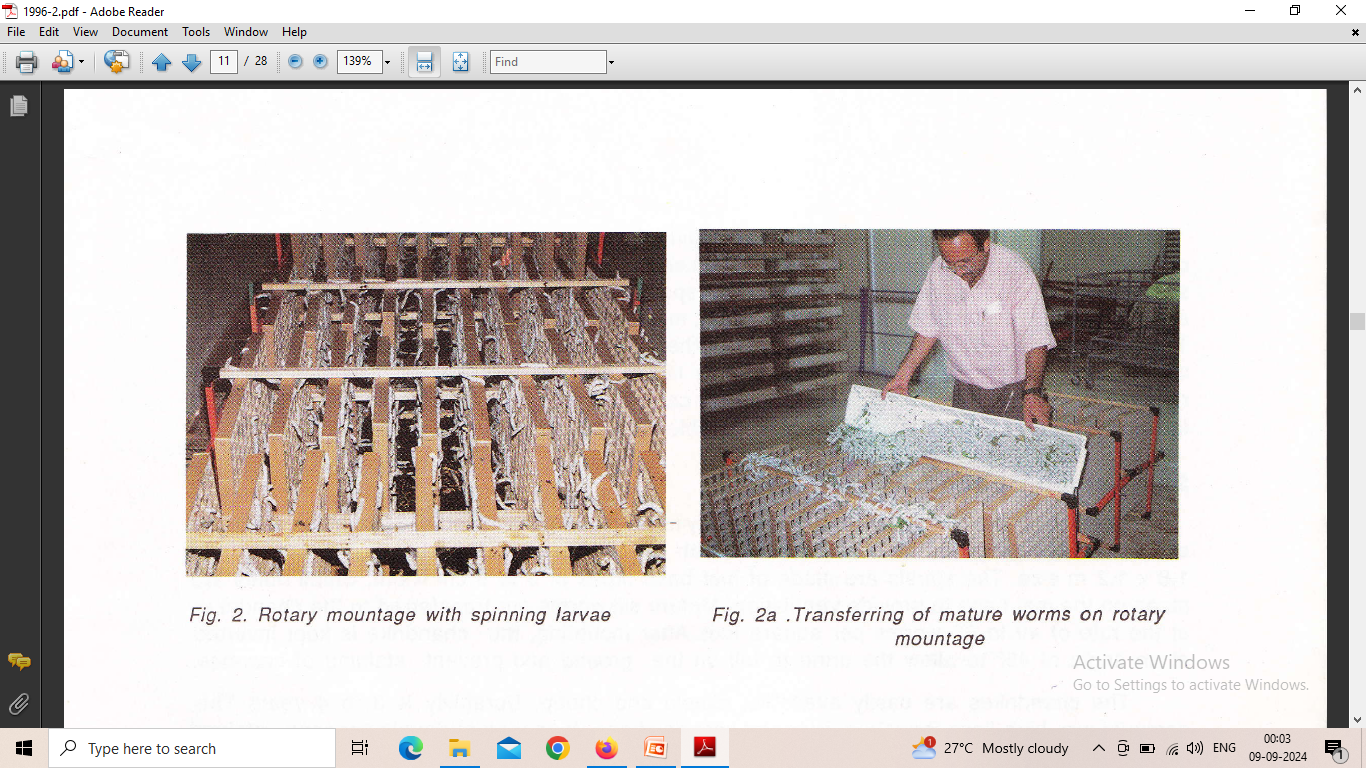 1996-2.pdf - Adobe Reader
File Edit View Document Tools Window Help
11 / 28 139% Find
Fig. 2. Rotary mountage with spinning larvae
Fig. 2a .Transferring of mature worms on rotary
mountage
Activate Windows
Go to Settings to activate Windows.
Type here to search
27°C Mostly cloudy
ENG
00:03
09-09-2024
1